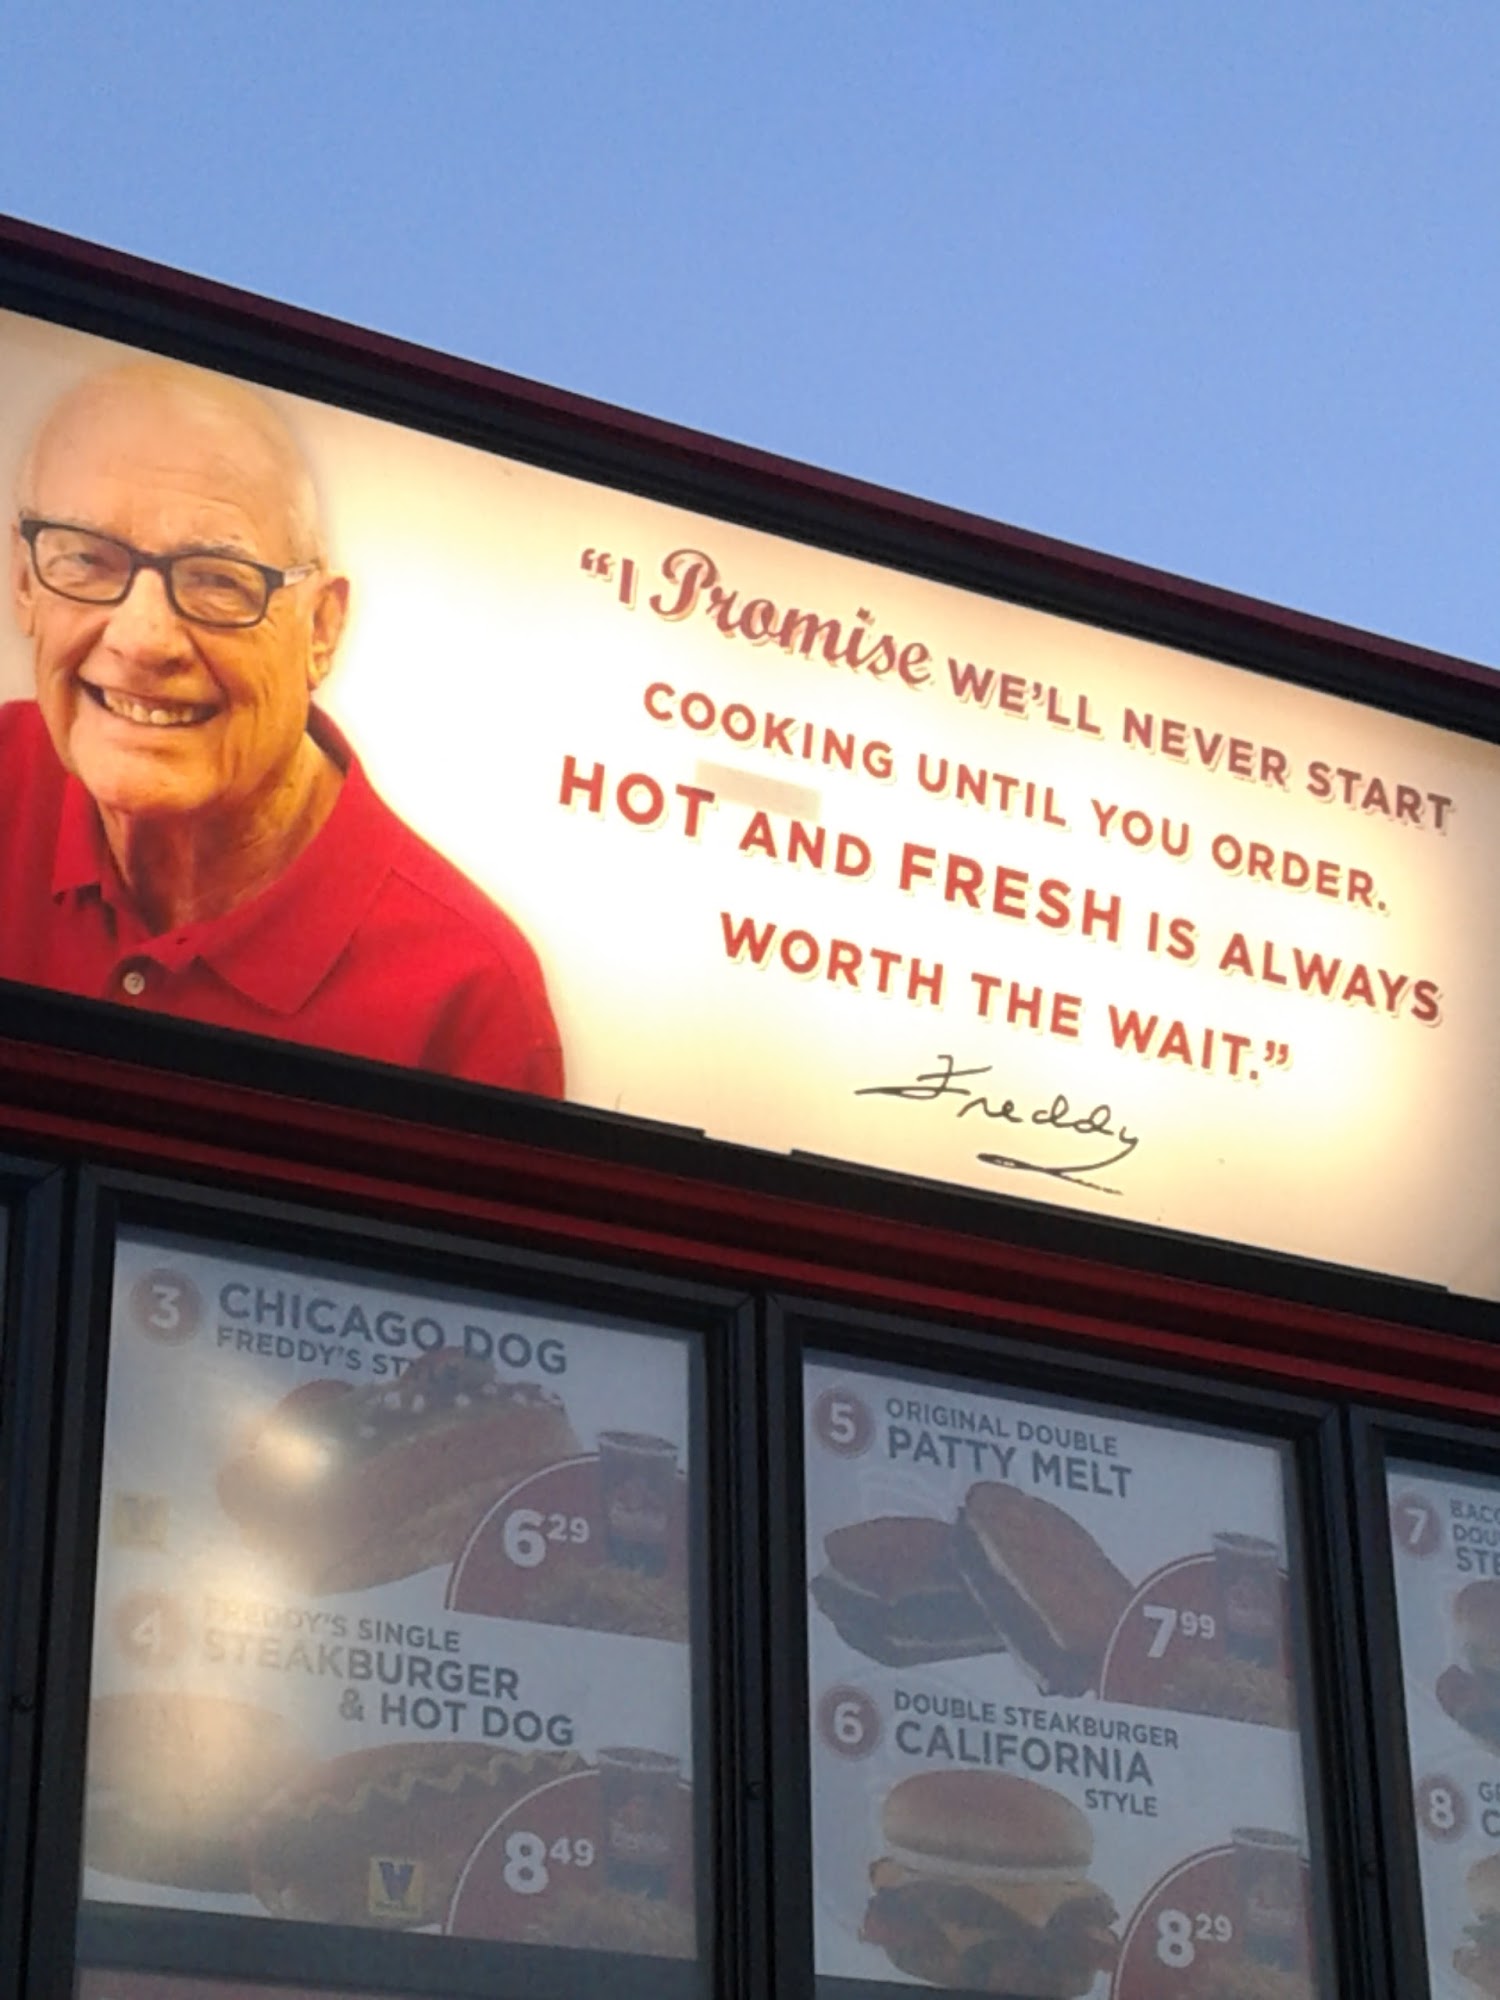 “I Promise WE'LL NEVER START
COOKING UNTIL YOU ORDER.
HOT AND FRESH IS ALWAYS
WORTH THE WAIT.”
Freddy
3 CHICAGO DOG
FREDDY'S
6 29
4 FREDDY'S SINGLE
STEAKBURGER
& HOT DOG
8 49
5 ORIGINAL DOUBLE
PATTY MELT
7 99
6 DOUBLE STEAKBURGER
CALIFORNIA
STYLE
8 29
7
8